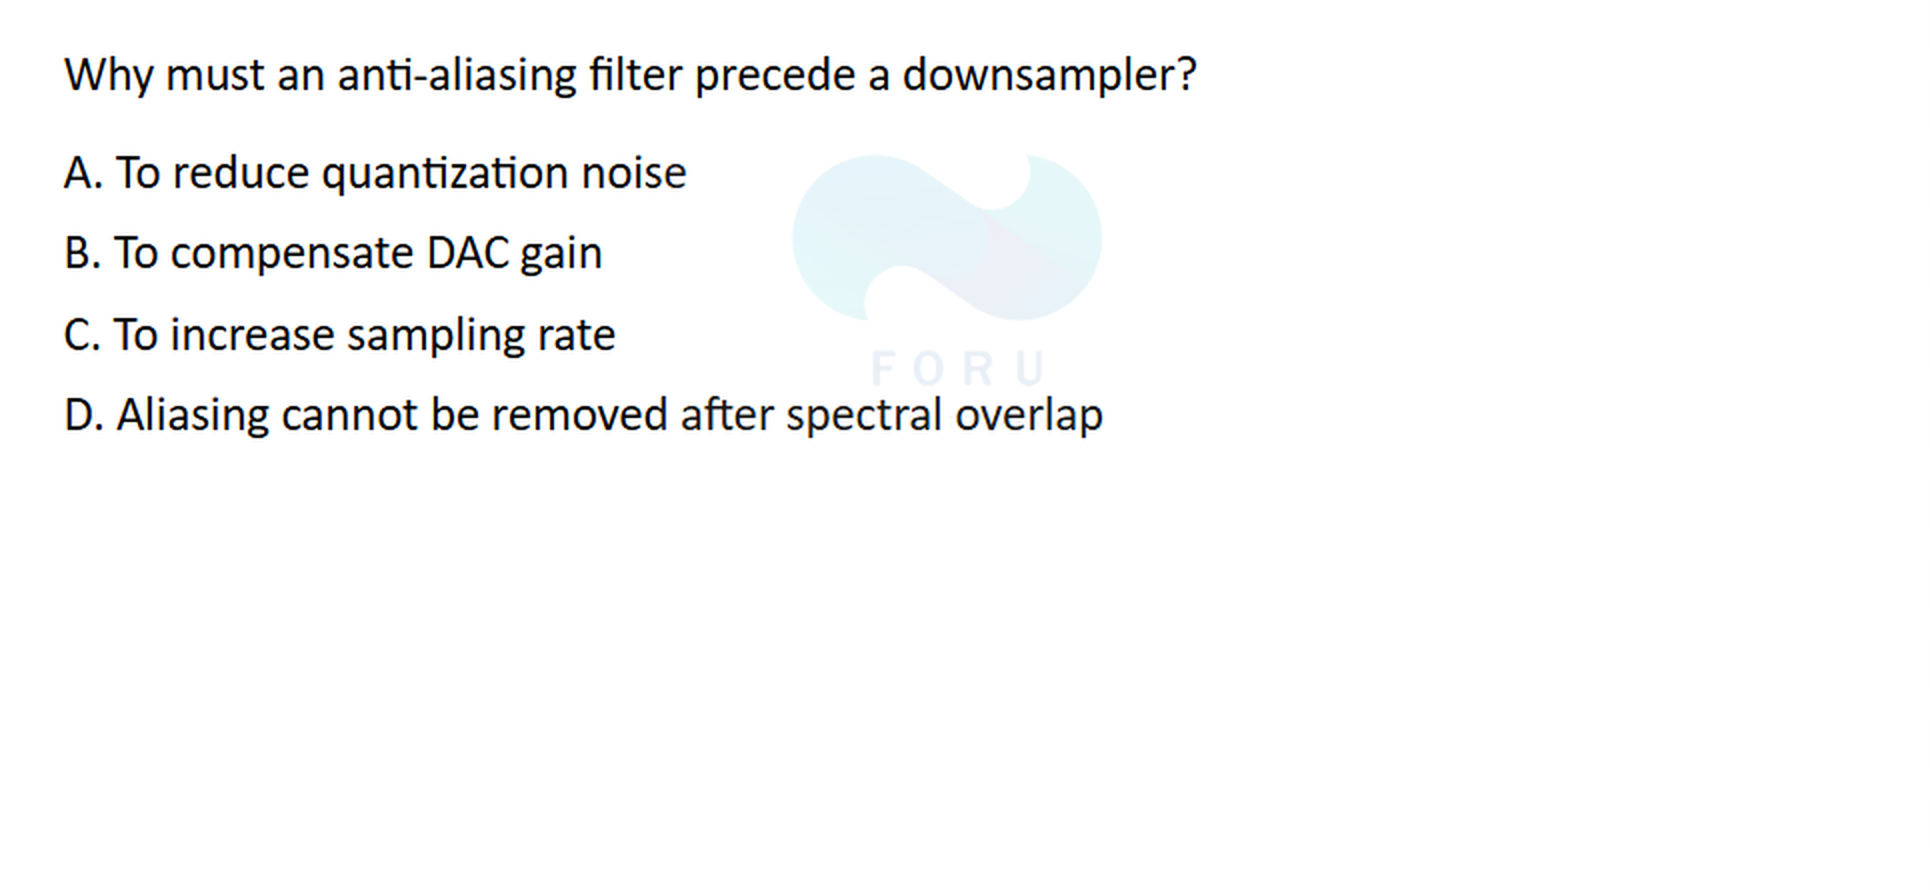 Why must an anti-aliasing filter precede a downsampler?
A. To reduce quantization noise
B. To compensate DAC gain
C. To increase sampling rate
FORU
D. Aliasing cannot be removed after spectral overlap